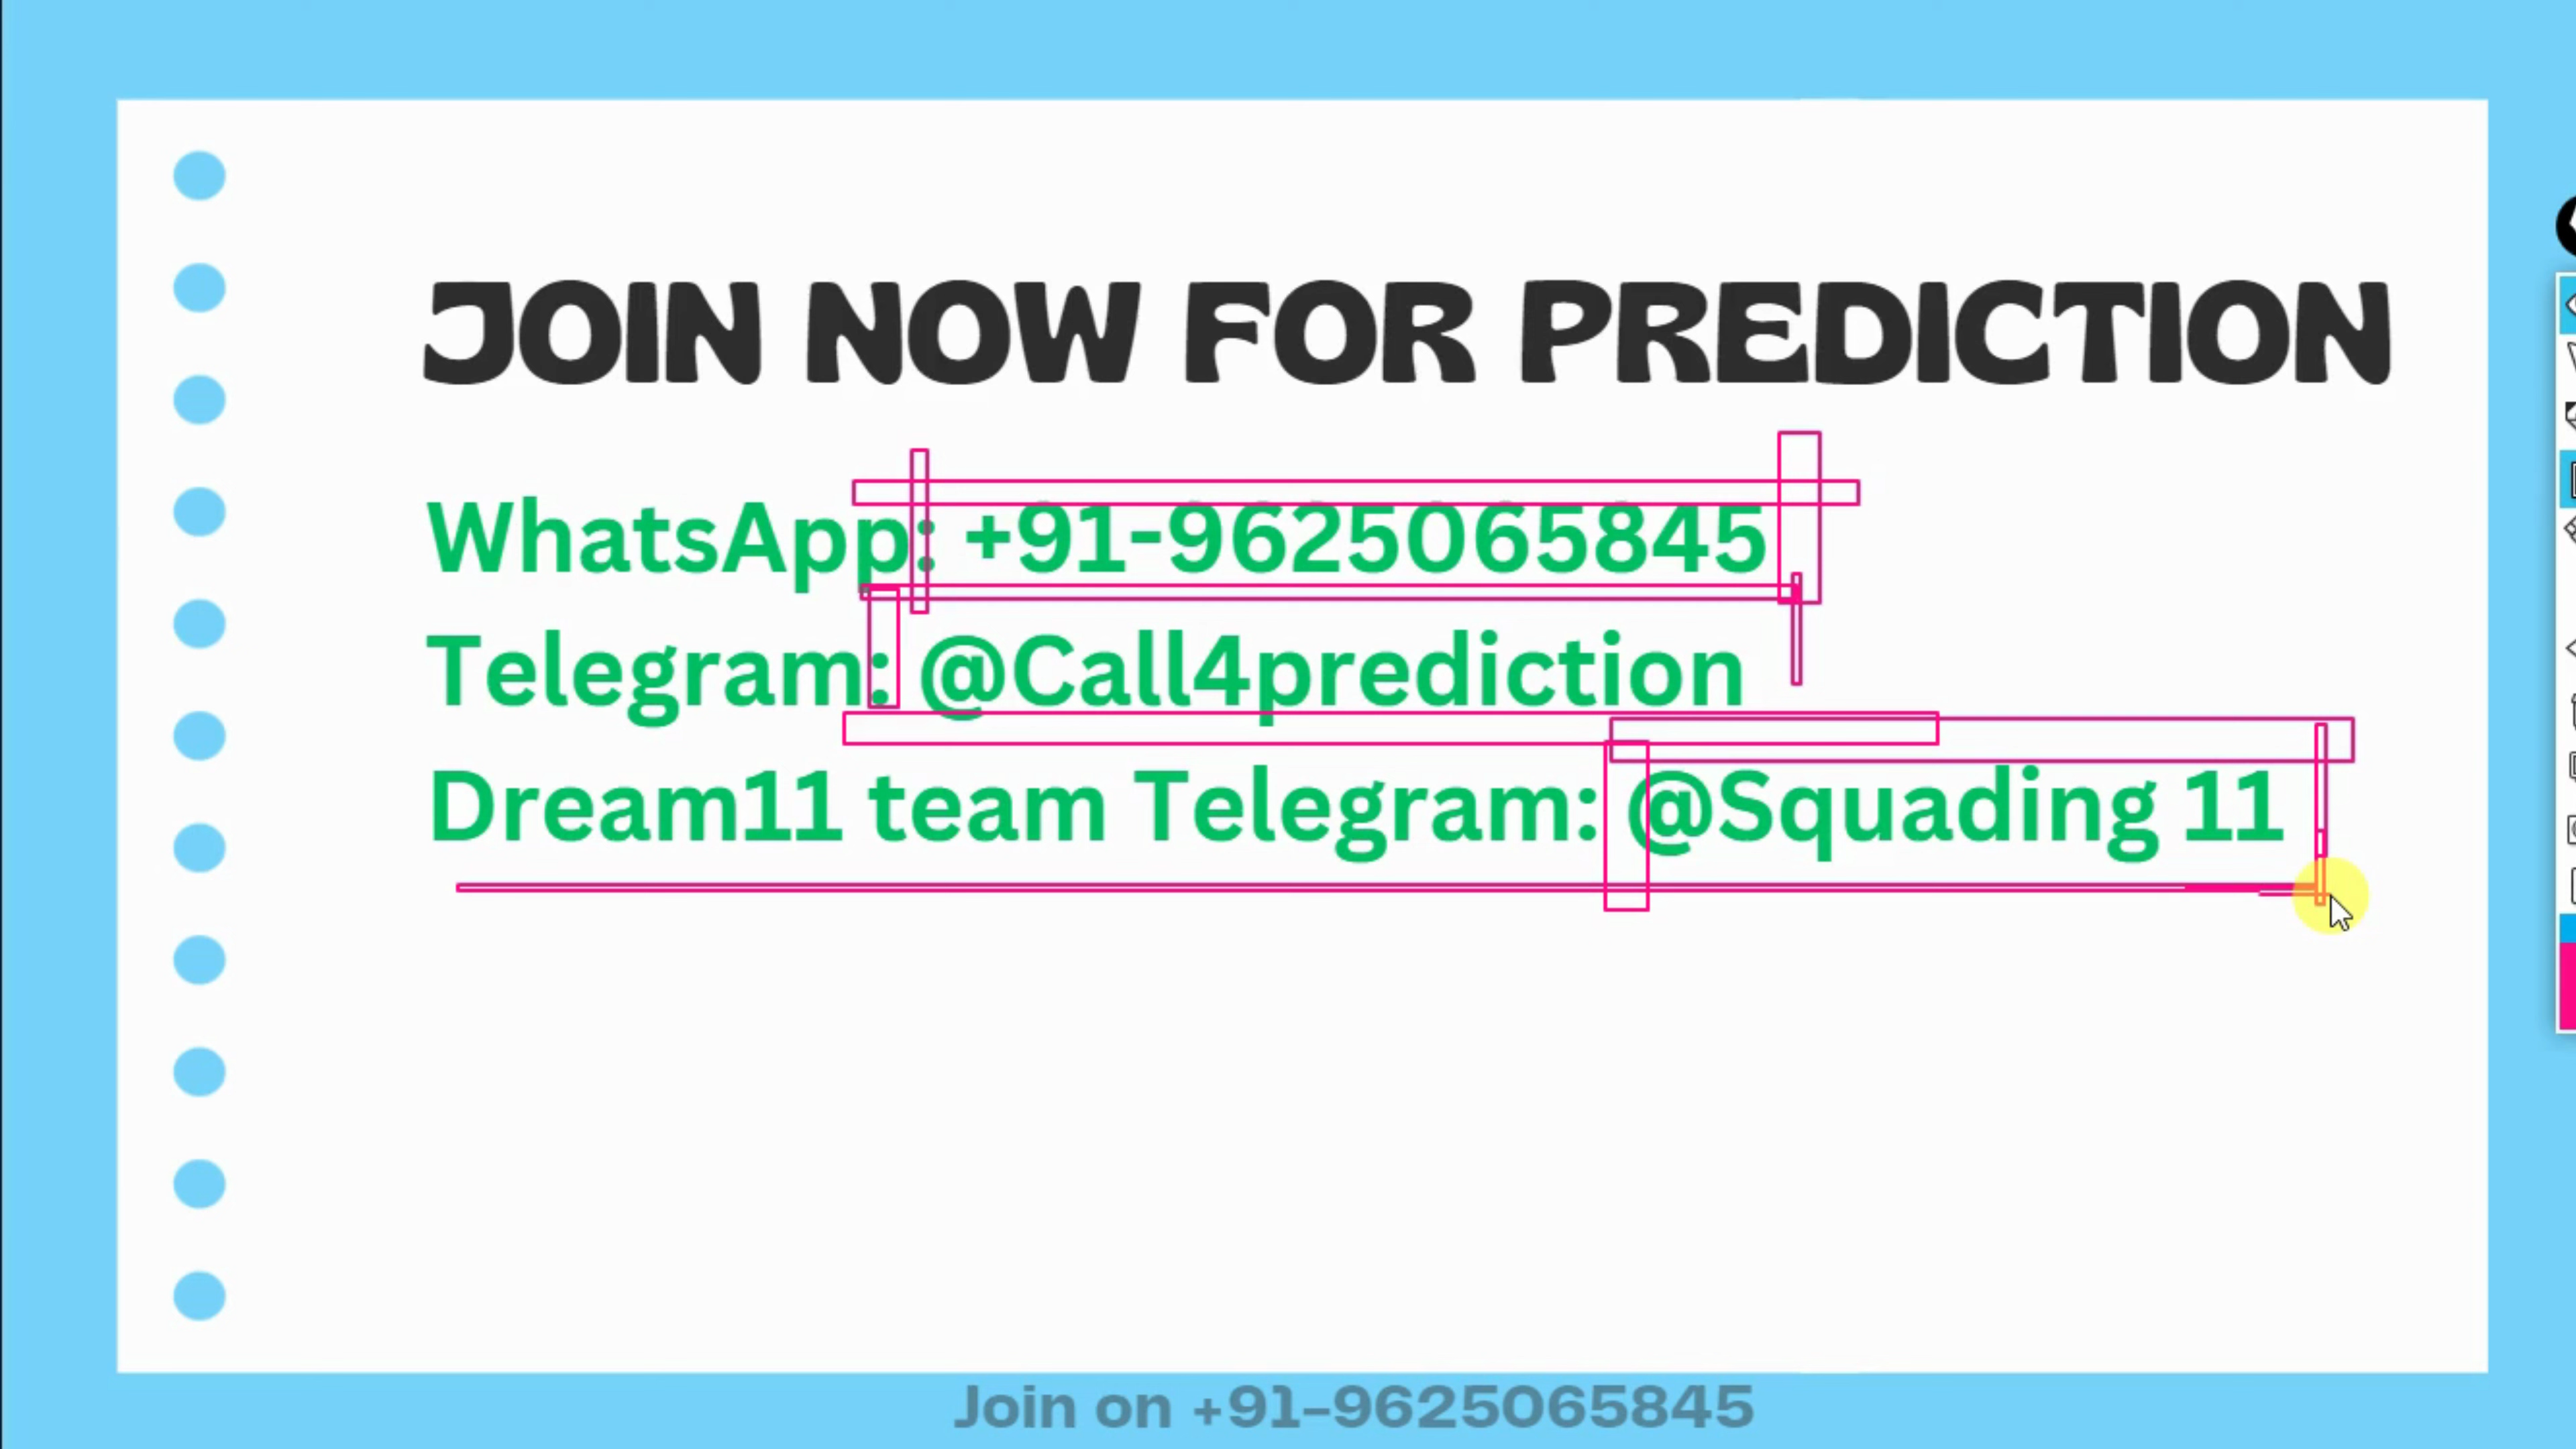 JOIN NOW FOR PREDICTION
WhatsApp: +91-9625065845
Telegram: @Call4prediction
Dream11 team Telegram: @Squading 11
Join on +91-9625065845